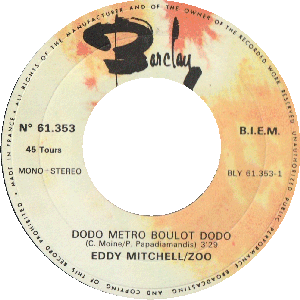 ALL RIGHTS OF THE MANUFACTURER AND OF THE OWNER OF THE RECORDED WORK RESERVED. UNAUTHORIZED PUBLIC PERFORMANCE BROADCASTING AND COPYING OF THIS RECORD PROHIBITED • MADE IN FRANCE •
Barclay
N° 61.353
B.I.E.M.
45 Tours
MONO - STEREO
BLY 61.353-1
DODO METRO BOULOT DODO
(C. Moine/P. Papadiamandis) 3'29
EDDY MITCHELL/ZOO